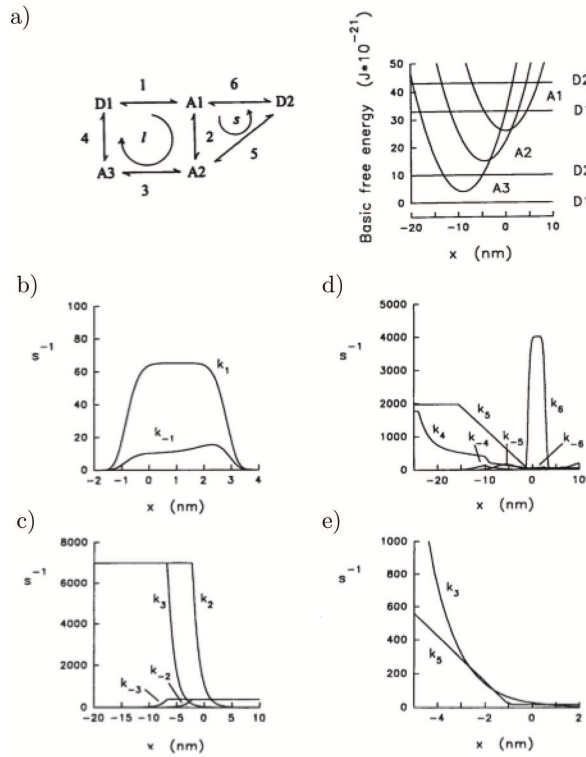 a)
1
6
D1
A1
D2
4
l
2
s
5
A3
A2
3
Basic free energy (J*10⁻²¹)
50
40
30
20
10
0
D2
A1
D1
A2
D2
A3
D1
-20
-10
0
10
x (nm)
b)
s⁻¹
100
80
60
40
20
0
k₁
k₋₁
-2
-1
0
1
2
3
4
x (nm)
d)
s⁻¹
5000
4000
3000
2000
1000
0
k₅
k₆
k₄
k₋₄
k₋₅
k₋₆
-20
-10
0
10
x (nm)
c)
s⁻¹
8000
6000
4000
2000
0
k₃
k₂
k₋₂
k₋₃
-20
-15
-10
-5
0
5
10
x (nm)
e)
s⁻¹
1000
800
600
400
200
0
k₃
k₅
-4
-2
0
2
x (nm)